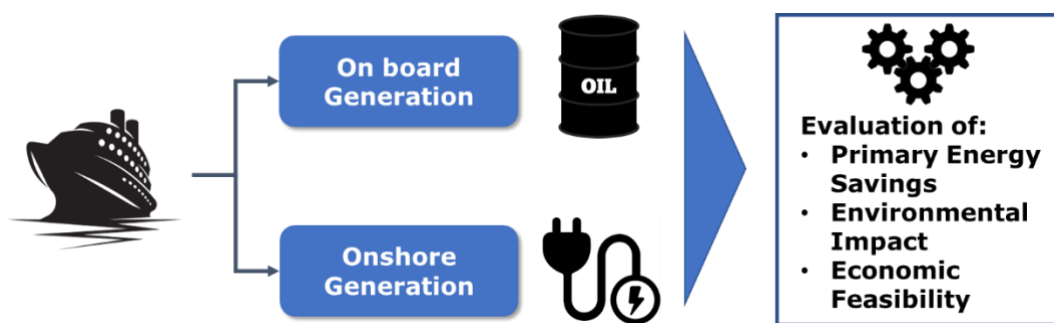 On board
Generation
OIL
Onshore
Generation
Evaluation of:
• Primary Energy
Savings
• Environmental
Impact
• Economic
Feasibility